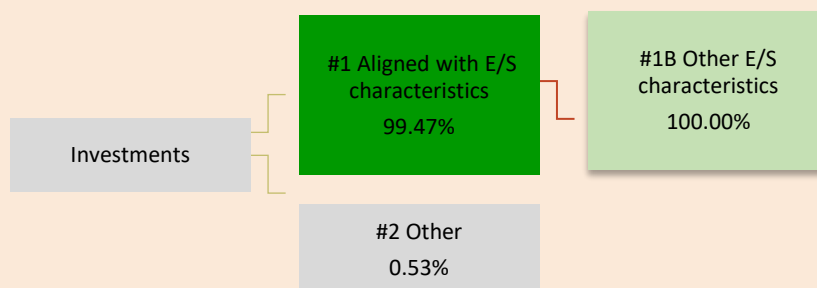 Investments
#1 Aligned with E/S
characteristics
99.47%
#1B Other E/S
characteristics
100.00%
#2 Other
0.53%